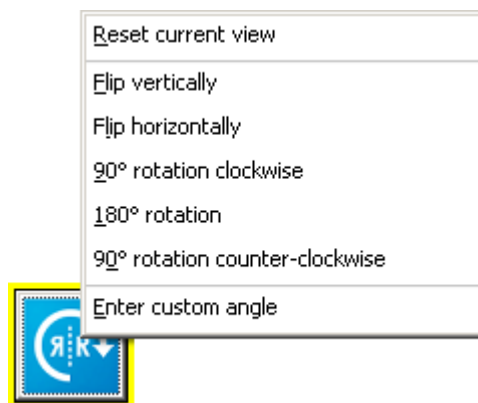 Reset current view
Flip vertically
Flip horizontally
90° rotation clockwise
180° rotation
90° rotation counter-clockwise
Enter custom angle
ЯR